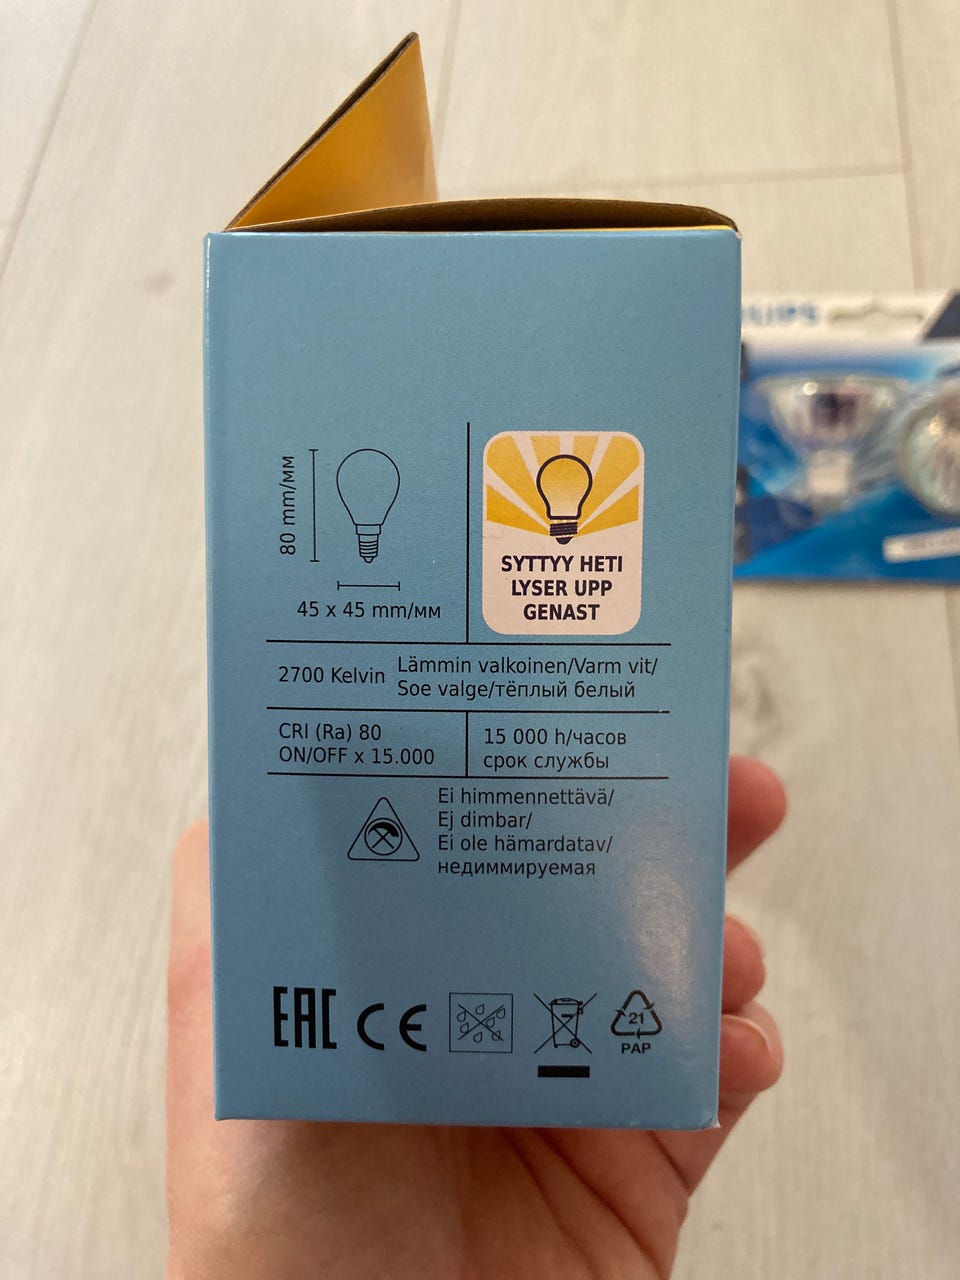 80 mm/мм
45 x 45 mm/мм
SYTTYY HETI
LYSER UPP
GENAST
2700 Kelvin
Lämmin valkoinen/Varm vit/
Soe valge/тёплый белый
CRI (Ra) 80
ON/OFF x 15.000
15 000 h/часов
срок службы
Ei himmennettävä/
Ej dimbar/
Ei ole hämardatav/
недиммируемая
EAC CE
21
PAP